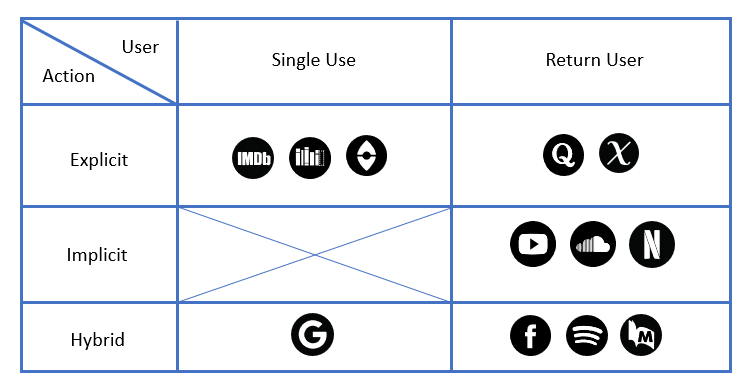 User
Action
Single Use
Return User
Explicit
IMDb
Q
X
Implicit
N
Hybrid
G
f
M